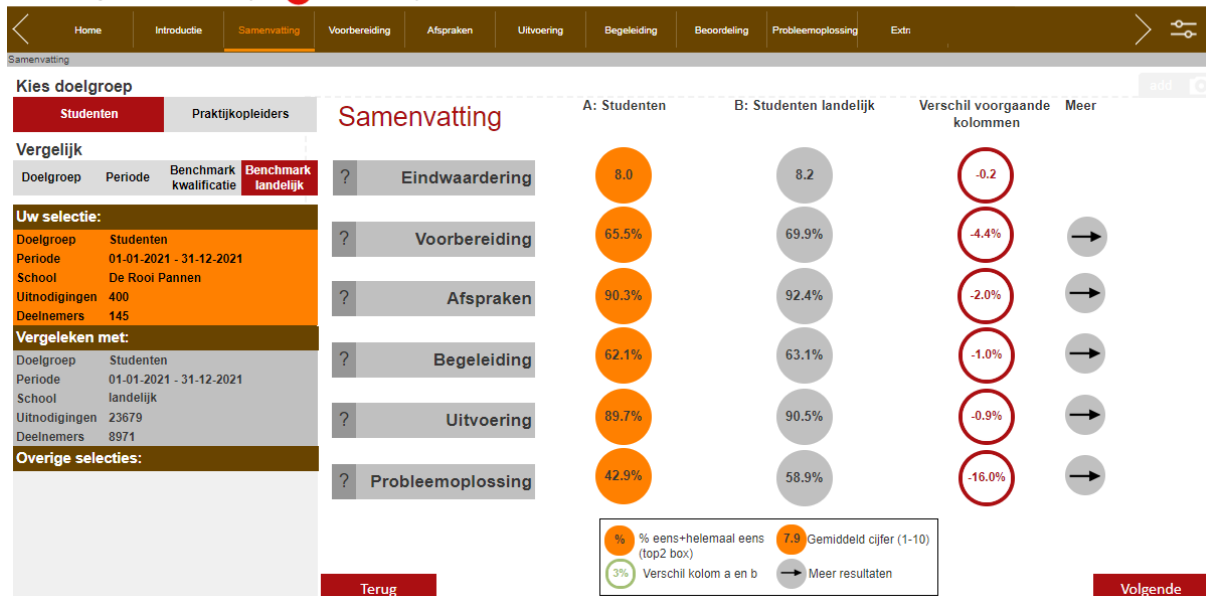 Home Introductie Samenvatting Voorbereiding Afspraken Uitvoering Begeleiding Beoordeling Probleemoplossing Extr
Samenvatting
Kies doelgroep
add
Studenten Praktijkopleiders
Samenvatting
A: Studenten B: Studenten landelijk Verschil voorgaande kolommen Meer
Vergelijk
Doelgroep Periode Benchmark kwalificatie Benchmark landelijk
? Eindwaardering 8.0 8.2 -0.2
Uw selectie:
Doelgroep Studenten
Periode 01-01-2021 - 31-12-2021
School De Rooi Pannen
Uitnodigingen 400
Deelnemers 145
? Voorbereiding 65.5% 69.9% -4.4%
? Afspraken 90.3% 92.4% -2.0%
Vergeleken met:
Doelgroep Studenten
Periode 01-01-2021 - 31-12-2021
School landelijk
Uitnodigingen 23679
Deelnemers 8971
? Begeleiding 62.1% 63.1% -1.0%
? Uitvoering 89.7% 90.5% -0.9%
Overige selecties:
? Probleemoplossing 42.9% 58.9% -16.0%
% % eens+helemaal eens (top2 box) 7.9 Gemiddeld cijfer (1-10)
3% Verschil kolom a en b Meer resultaten
Terug Volgende